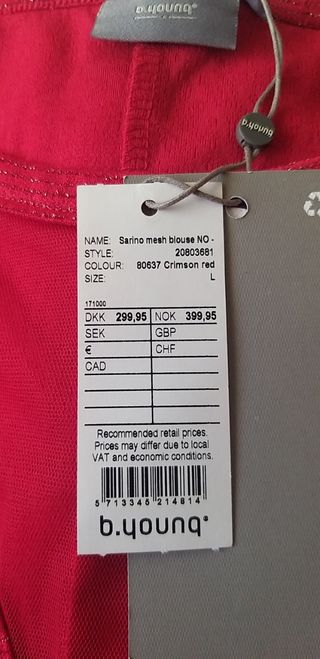 b.young.
b.young
NAME: Sarino mesh blouse NO -
STYLE: 20803681
COLOUR: 80637 Crimson red
SIZE: L
171000
DKK 299,95 NOK 399,95
SEK GBP
€ CHF
CAD
Recommended retail prices.
Prices may differ due to local
VAT and economic conditions.
5 713345 214814
b.young.